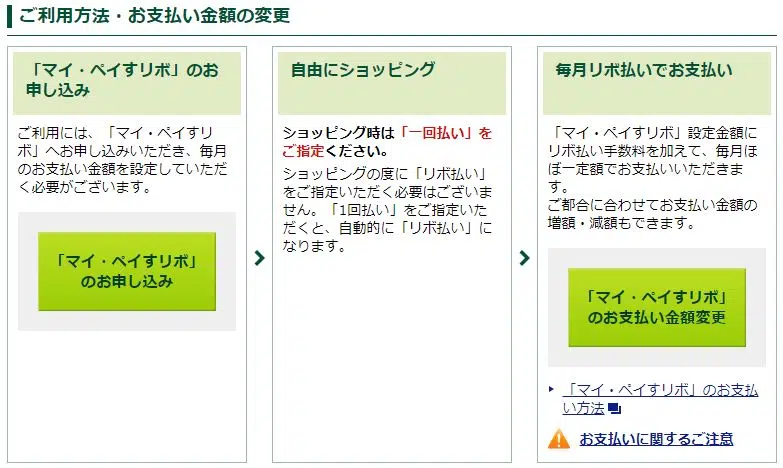 ご利用方法・お支払い金額の変更
「マイ・ペイすリボ」のお
申し込み
ご利用には、「マイ・ペイすリ
ボ」へお申し込みいただき、毎月
のお支払い金額を設定していただ
く必要がございます。
「マイ・ペイすリボ」
のお申し込み
自由にショッピング
ショッピング時は「一回払い」を
ご指定ください。
ショッピングの度に「リボ払い」
をご指定いただく必要はございま
せん。「1回払い」をご指定いた
だくと、自動的に「リボ払い」に
なります。
毎月リボ払いでお支払い
「マイ・ペイすリボ」設定金額に
リボ払い手数料を加えて、毎月ほ
ぼ一定額でお支払いいただきま
す。
ご都合に合わせてお支払い金額の
増額・減額もできます。
「マイ・ペイすリボ」
のお支払い金額変更
「マイ・ペイすリボ」のお支払
い方法
お支払いに関するご注意